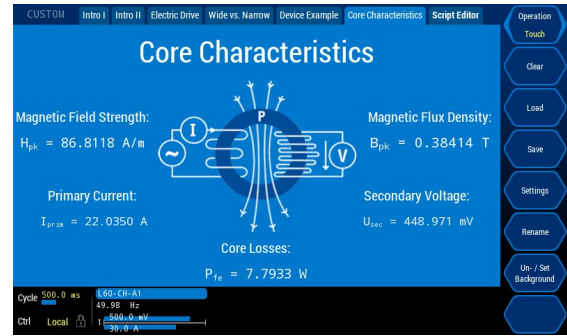 CUSTOM
Intro I
Intro II
Electric Drive
Wide vs. Narrow
Device Example
Core Characteristics
Script Editor
Operation
Touch
Clear
Load
Save
Settings
Rename
Un- / Set
Background
Core Characteristics
Magnetic Field Strength:
Hpk = 86.8118 A/m
P
I
V
Magnetic Flux Density:
Bpk = 0.38414 T
Primary Current:
Iprim = 22.0350 A
Secondary Voltage:
Usec = 448.971 mV
Core Losses:
Pfe = 7.7933 W
Cycle 500.0 ms
L60-CH-A1
49.98 Hz
Ctrl Local
1
500.0 mV
30.0 A